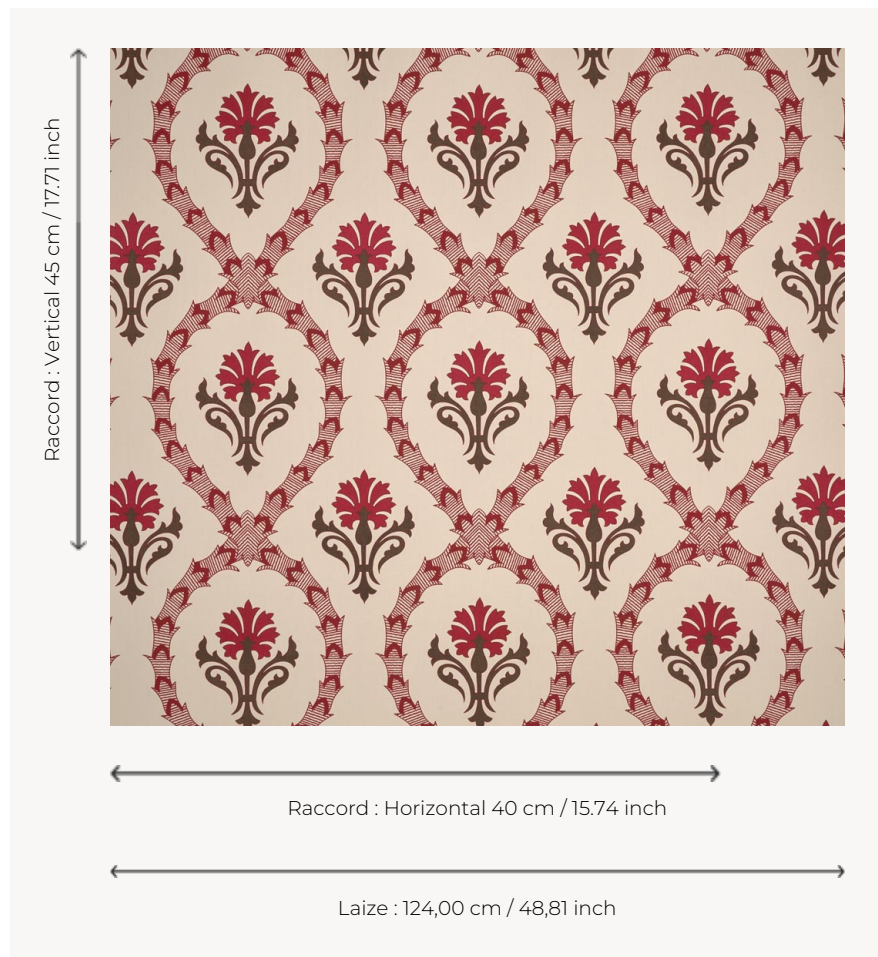 Raccord : Vertical 45 cm / 17.71 inch
Raccord : Horizontal 40 cm / 15.74 inch
Laize : 124,00 cm / 48,81 inch